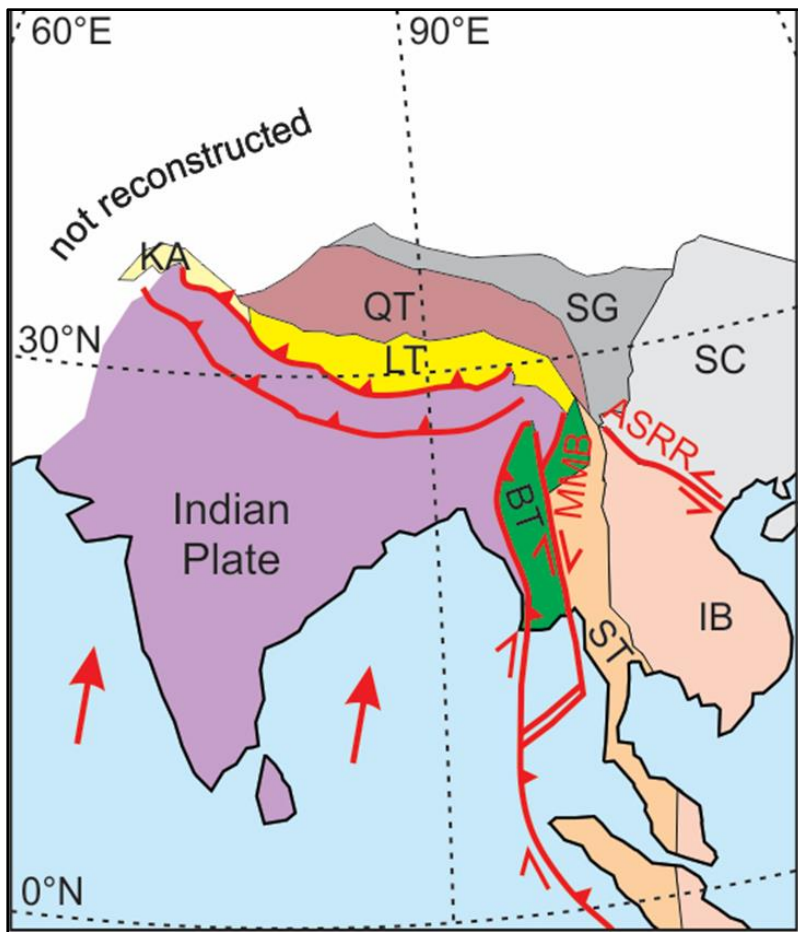 60°E
90°E
not reconstructed
KA
QT
SG
30°N
LT
SC
ASRR
MMB
BT
Indian
Plate
IB
ST
0°N